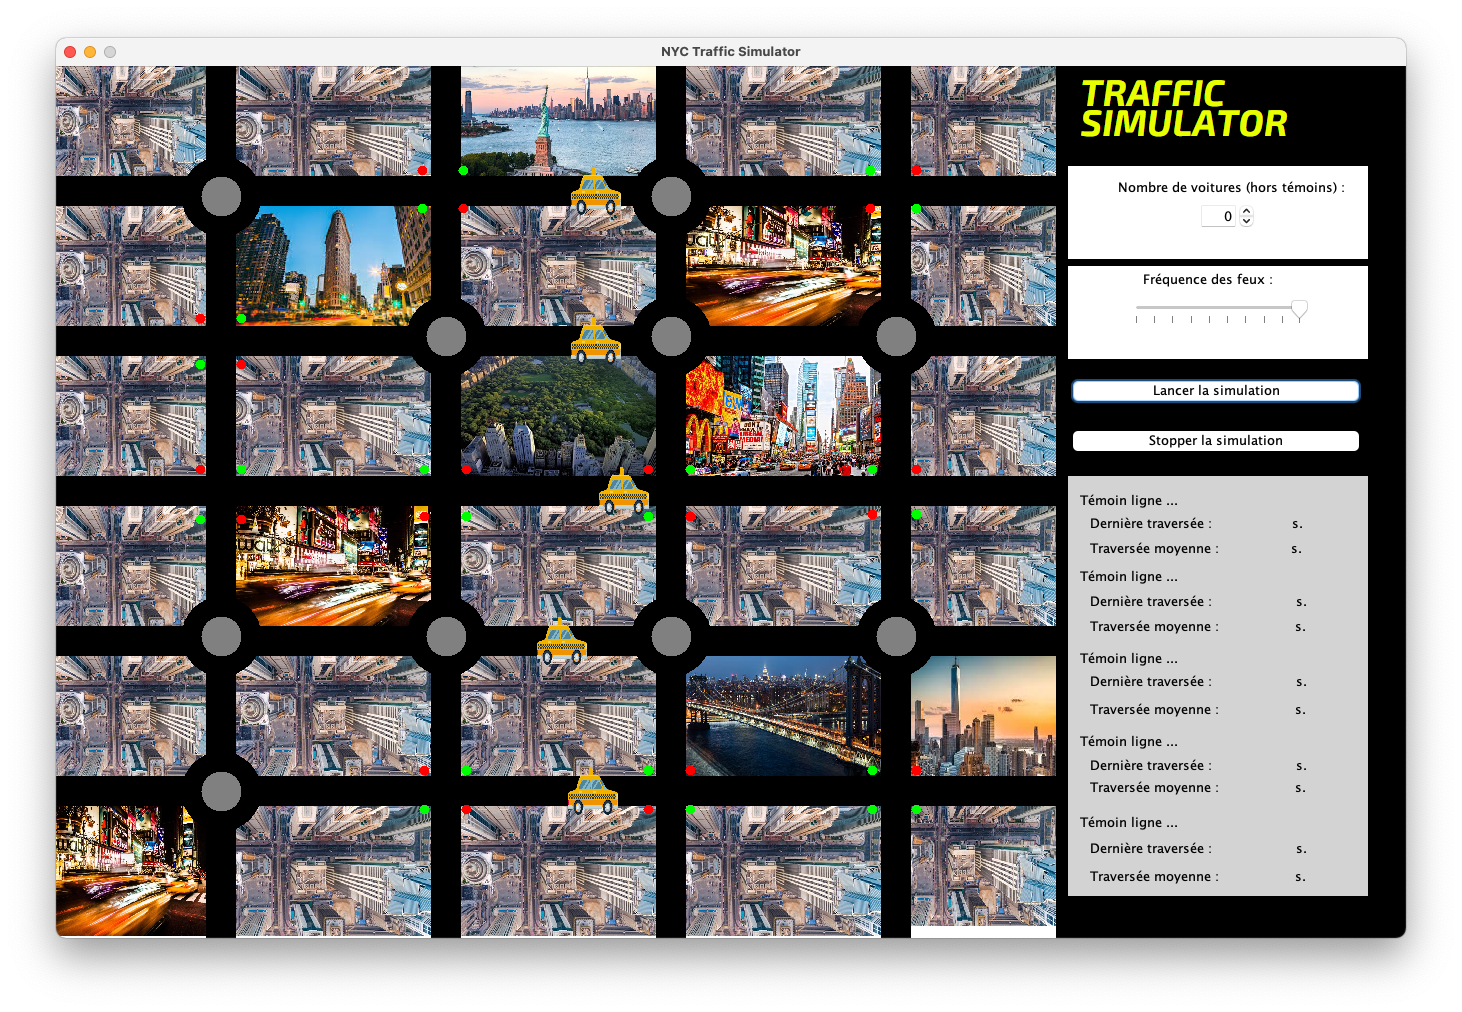 NYC Traffic Simulator
TRAFFIC
SIMULATOR
Nombre de voitures (hors témoins) :
0
Fréquence des feux :
Lancer la simulation
Stopper la simulation
Témoin ligne ...
Dernière traversée : s.
Traversée moyenne : s.
Témoin ligne ...
Dernière traversée : s.
Traversée moyenne : s.
Témoin ligne ...
Dernière traversée : s.
Traversée moyenne : s.
Témoin ligne ...
Dernière traversée : s.
Traversée moyenne : s.
Témoin ligne ...
Dernière traversée : s.
Traversée moyenne : s.